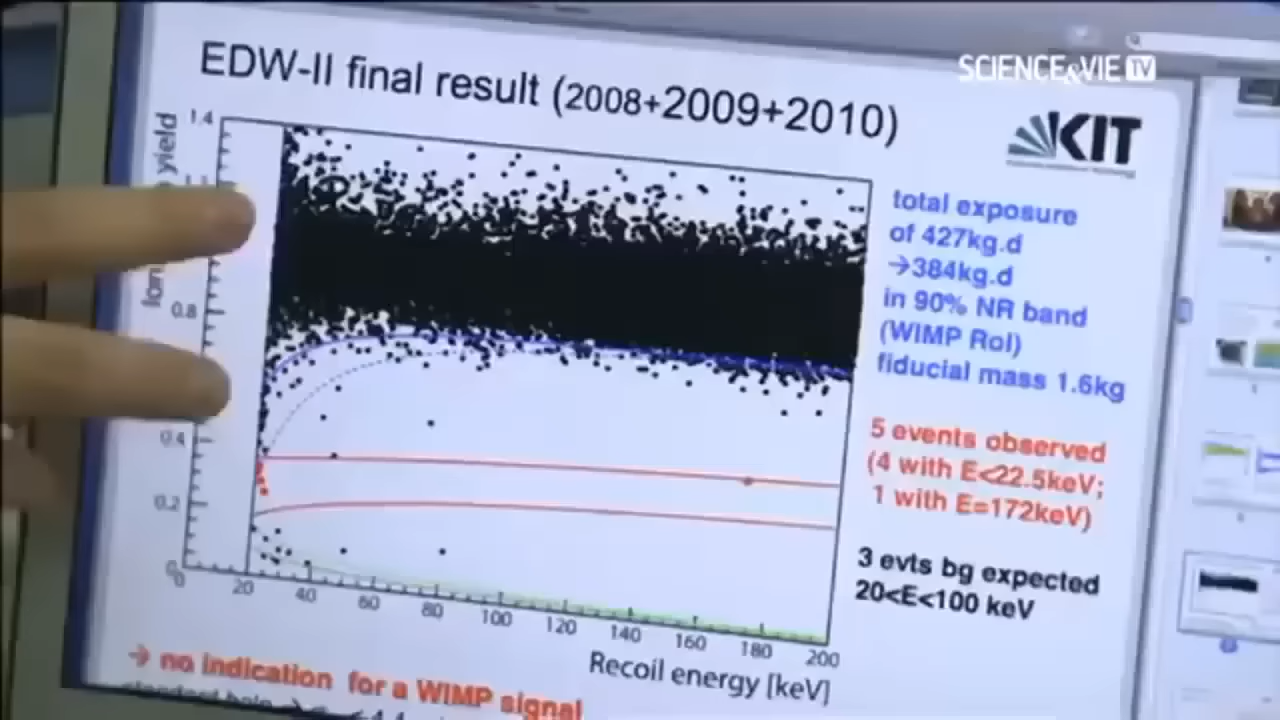 SCIENCE&VIE TV
EDW-II final result (2008+2009+2010)
KIT
yield
1.4
0.8
0.4
0.2
0
0 20 40 60 80 100 120 140 160 180 200
Recoil energy [keV]
total exposure
of 427kg.d
→384kg.d
in 90% NR band
(WIMP RoI)
fiducial mass 1.6kg
5 events observed
(4 with E<22.5keV;
1 with E=172keV)
3 evts bg expected
20<E<100 keV
→ no indication for a WIMP signal